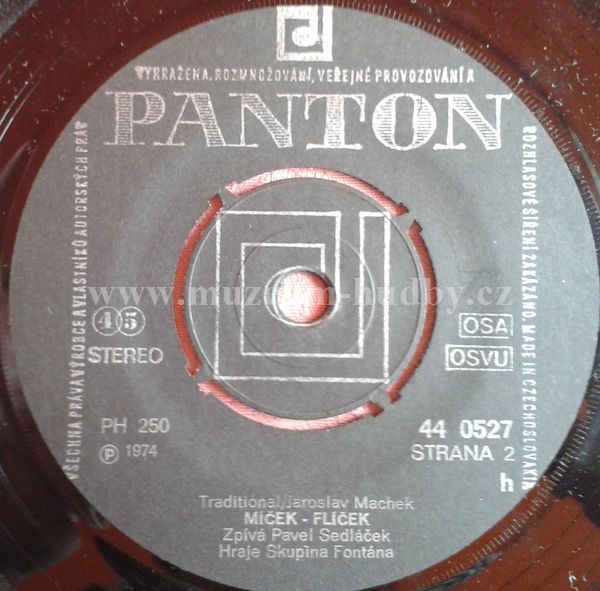 VÝHRAŽENA, ROZMNOŽOVÁNÍ, VEŘEJNÉ PROVOZOVÁNÍ A
PANTON
VŠECHNA PRÁVA VÝROBCE A VLASTNÍKŮ AUTORSKÝCH PRÁV
ROZHLASOVÉ ŠÍŘENÍ ZAKÁZÁNO. MADE IN CZECHOSLOVAKIA
www.muzeum-hudby.cz
45
STEREO
OSA
OSVU
PH 250
44 0527
℗ 1974
STRANA 2
h
Traditional/Jaroslav Machek
MÍČEK - FLÍČEK
Zpívá Pavel Sedláček
Hraje Skupina Fontána